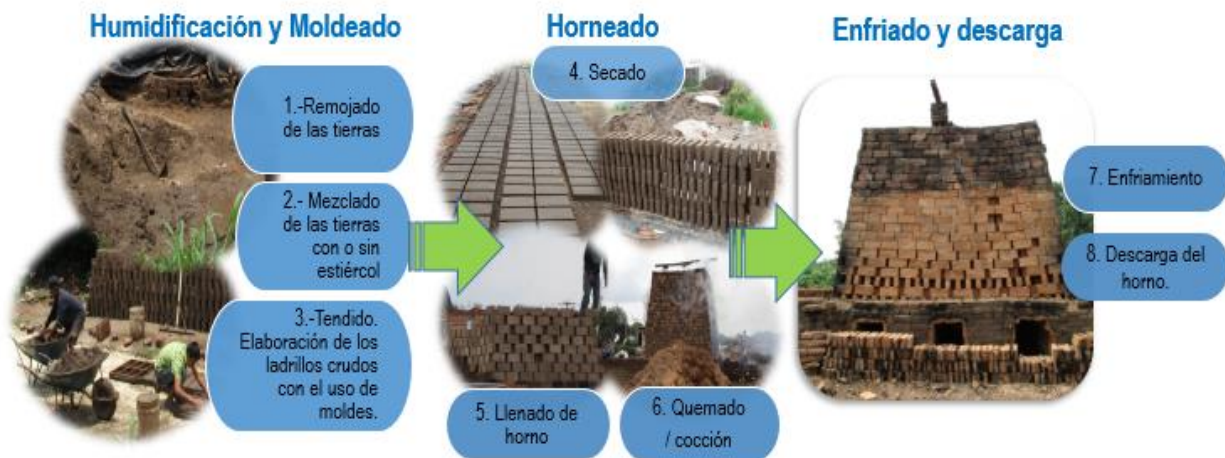 Humidificación y Moldeado
1.-Remojado
de las tierras
2.- Mezclado
de las tierras
con o sin
estiércol
3.-Tendido.
Elaboración de los
ladrillos crudos
con el uso de
moldes.
Horneado
4. Secado
5. Llenado de
horno
6. Quemado
/ cocción
Enfriado y descarga
7. Enfriamiento
8. Descarga del
horno.